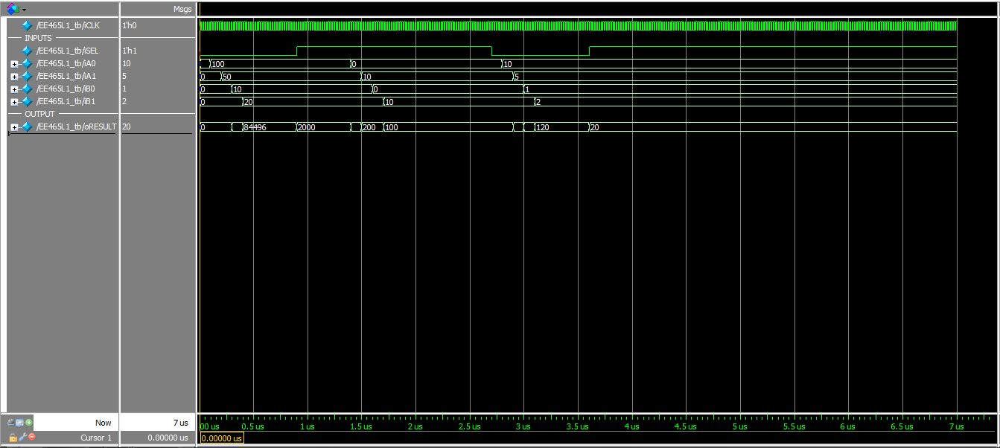 Msgs
/EE465L1_tb/iCLK 1'h0
INPUTS
/EE465L1_tb/iSEL 1'h1
/EE465L1_tb/iA0 10 100 0 10
/EE465L1_tb/iA1 5 0 50 10 5
/EE465L1_tb/iB0 1 0 10 0 1
/EE465L1_tb/iB1 2 0 20 10 2
OUTPUT
/EE465L1_tb/oRESULT 20 0 84496 2000 200 100 120 20
Now 7 us 00 us 0.5 us 1 us 1.5 us 2 us 2.5 us 3 us 3.5 us 4 us 4.5 us 5 us 5.5 us 6 us 6.5 us 7 us
Cursor 1 0.00000 us 0.00000 us